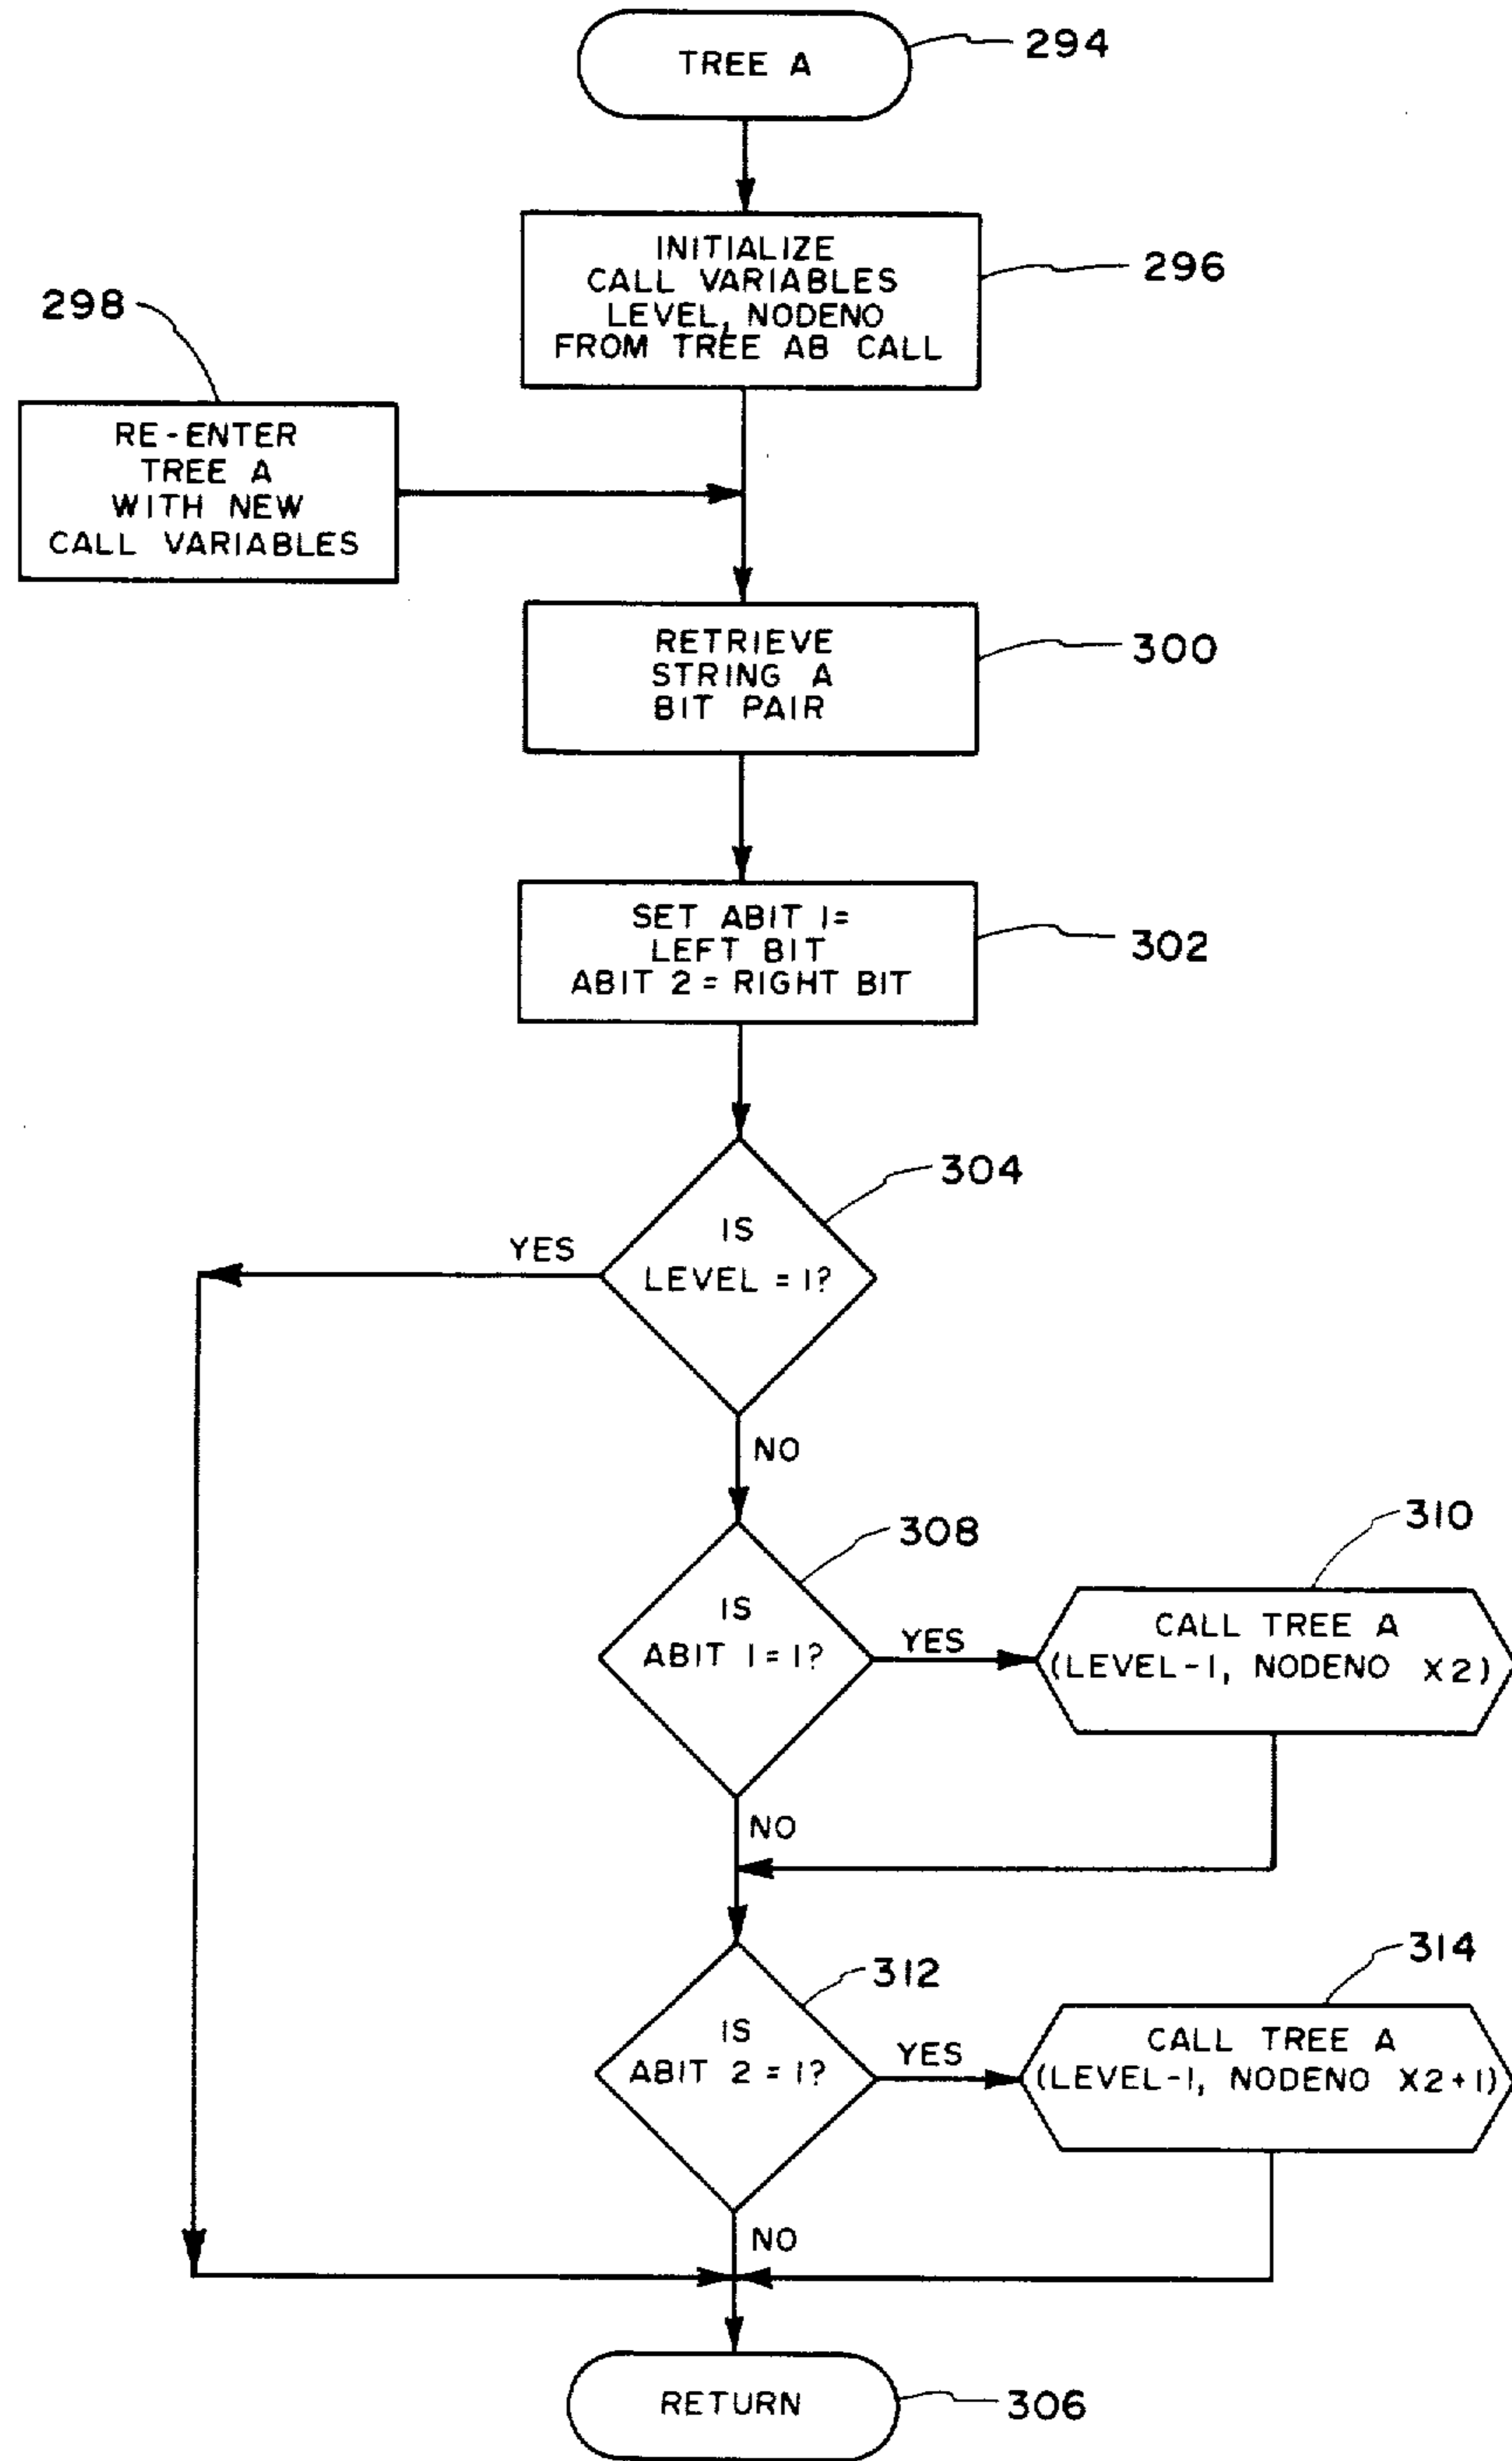 TREE A
294
INITIALIZE
CALL VARIABLES
LEVEL, NODENO
FROM TREE AB CALL
296
298
RE-ENTER
TREE A
WITH NEW
CALL VARIABLES
RETRIEVE
STRING A
BIT PAIR
300
SET ABIT 1=
LEFT BIT
ABIT 2 = RIGHT BIT
302
304
IS
LEVEL = 1?
YES
NO
308
IS
ABIT 1 = 1?
YES
310
CALL TREE A
(LEVEL-1, NODENO X2)
NO
312
IS
ABIT 2 = 1?
YES
314
CALL TREE A
(LEVEL-1, NODENO X2+1)
NO
RETURN
306